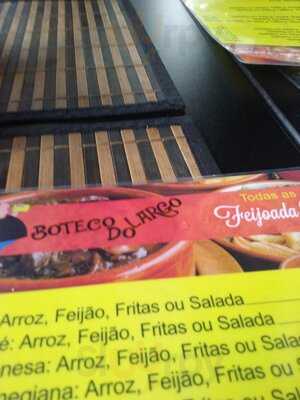 BOTECO
DO LARGO
Todas as
Feijoada
Arroz, Feijão, Fritas ou Salada
é: Arroz, Feijão, Fritas ou Salada
nesa: Arroz, Feijão, Fritas ou Salada
negiana: Arroz, Feijão, Fritas ou